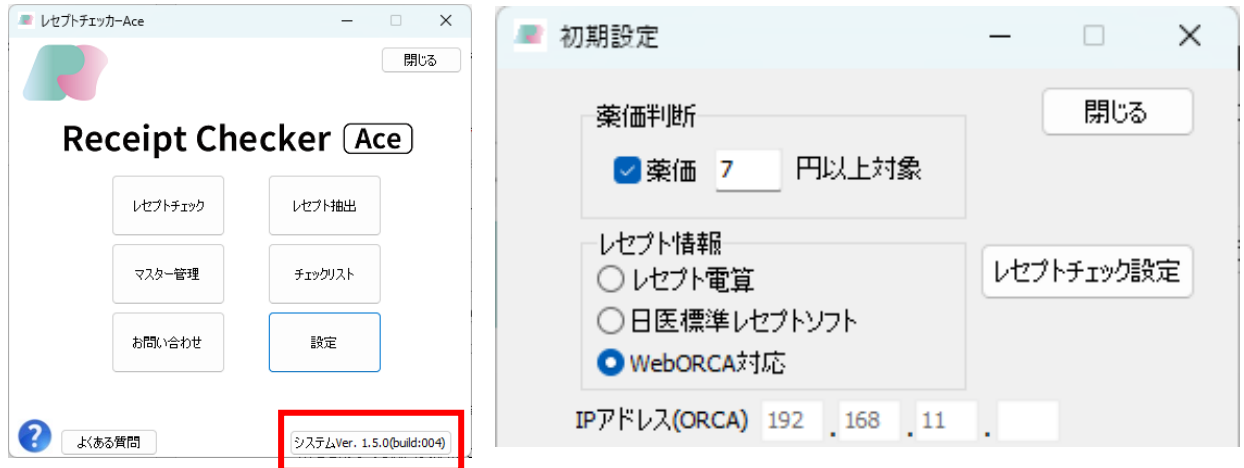 レセプトチェッカーAce
閉じる
Receipt Checker Ace
レセプトチェック
レセプト抽出
マスター管理
チェックリスト
お問い合わせ
設定
?
よくある質問
システムVer. 1.5.0(build:004)
初期設定
閉じる
薬価判断
薬価 7 円以上対象
レセプト情報
レセプト電算
日医標準レセプトソフト
WebORCA対応
レセプトチェック設定
IPアドレス(ORCA) 192 . 168 . 11 .